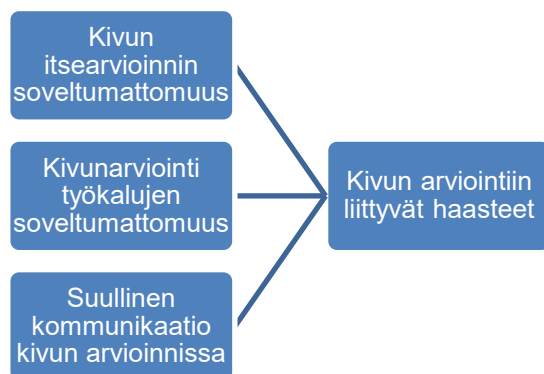 Kivun
itsearvioinnin
soveltumattomuus
Kivunarviointi
työkalujen
soveltumattomuus
Suullinen
kommunikaatio
kivun arvioinnissa
Kivun arviointiin
liittyvät haasteet